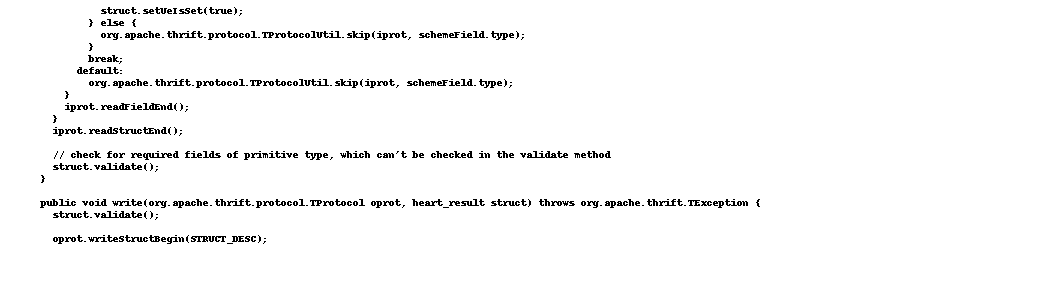 struct.setUeIsSet(true);
} else {
org.apache.thrift.protocol.TProtocolUtil.skip(iprot, schemeField.type);
}
break;
default:
org.apache.thrift.protocol.TProtocolUtil.skip(iprot, schemeField.type);
}
iprot.readFieldEnd();
}
iprot.readStructEnd();
// check for required fields of primitive type, which can't be checked in the validate method
struct.validate();
}
public void write(org.apache.thrift.protocol.TProtocol oprot, heart_result struct) throws org.apache.thrift.TException {
struct.validate();
oprot.writeStructBegin(STRUCT_DESC);